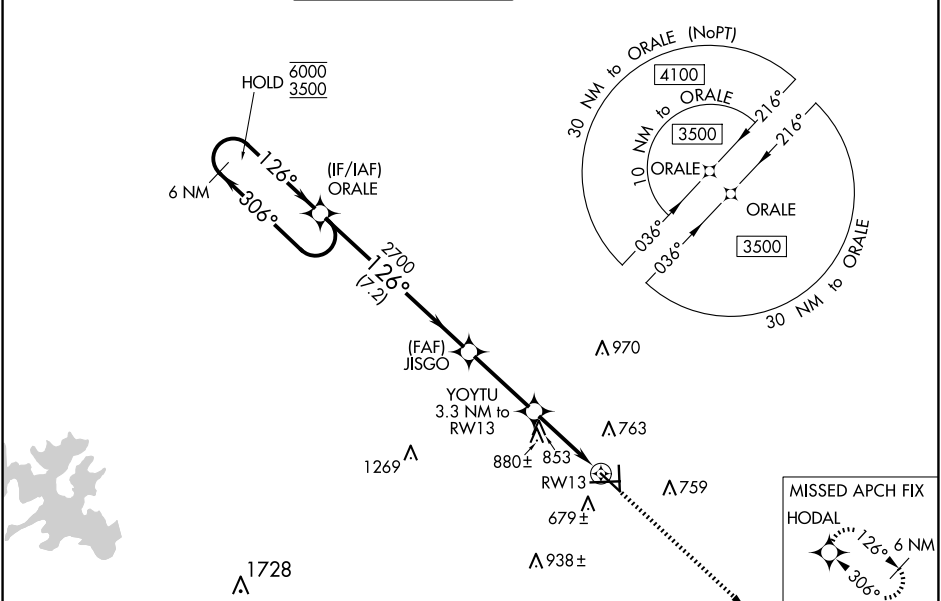 HOLD 6000
3500
126°
(IF/IAF)
ORALE
6 NM
306°
2700
126°
(7.2)
30 NM to ORALE (NoPT)
4100
10 NM to ORALE
3500
216°
216°
ORALE
ORALE
036°
036°
3500
30 NM to ORALE
(FAF)
JISGO
970
YOYTU
3.3 NM to
RW13
763
1269
880±
853
RW13
759
679±
938±
1728
MISSED APCH FIX
HODAL
126°
6 NM
306°